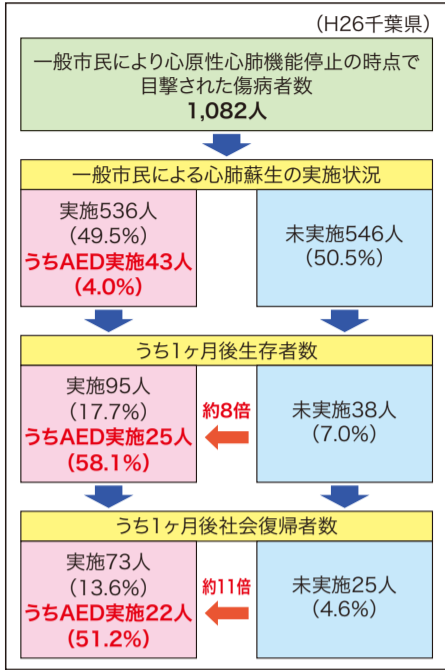 （H26千葉県）
一般市民により心原性心肺機能停止の時点で
目撃された傷病者数
1,082人
一般市民による心肺蘇生の実施状況
実施536人
（49.5%）
うちAED実施43人
（4.0%）
未実施546人
（50.5%）
うち1ヶ月後生存者数
実施95人
（17.7%）
うちAED実施25人
（58.1%）
約8倍
未実施38人
（7.0%）
うち1ヶ月後社会復帰者数
実施73人
（13.6%）
うちAED実施22人
（51.2%）
約11倍
未実施25人
（4.6%）